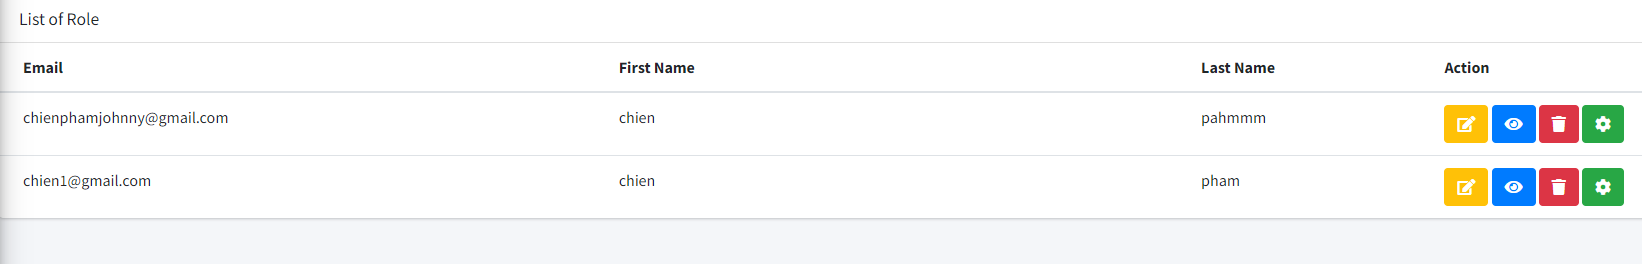 List of Role
Email First Name Last Name Action
chienphamjohnny@gmail.com chien pahmmm
chien1@gmail.com chien pham